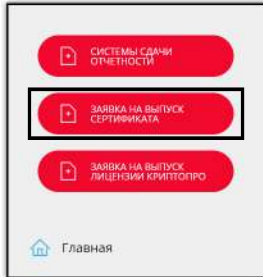 СИСТЕМЫ СДАЧИ
ОТЧЕТНОСТИ
ЗАЯВКА НА ВЫПУСК
СЕРТИФИКАТА
ЗАЯВКА НА ВЫПУСК
ЛИЦЕНЗИИ КРИПТОПРО
Главная